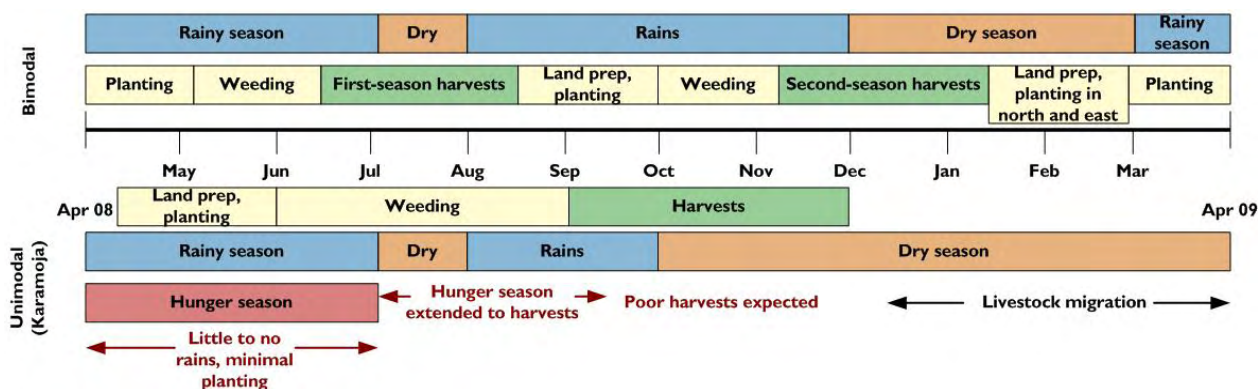 Bimodal
Rainy season
Dry
Rains
Dry season
Rainy
season
Planting
Weeding
First-season harvests
Land prep,
planting
Weeding
Second-season harvests
Land prep,
planting in
north and east
Planting
May Jun Jul Aug Sep Oct Nov Dec Jan Feb Mar
Apr 08
Apr 09
Land prep,
planting
Weeding
Harvests
Unimodal
(Karamoja)
Rainy season
Dry
Rains
Dry season
Hunger season
Hunger season
extended to harvests
Poor harvests expected
Livestock migration
Little to no
rains, minimal
planting